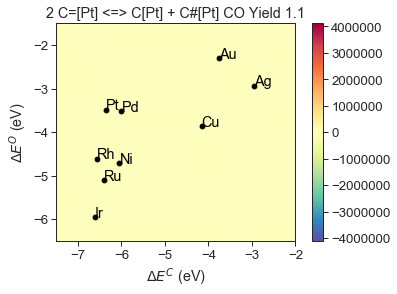 2 C=[Pt] <=> C[Pt] + C#[Pt] CO Yield 1.1
Au
Ag
Pt Pd
Cu
Rh Ni
Ru
Ir
−2
−3
−4
−5
−6
ΔE^O (eV)
−7 −6 −5 −4 −3 −2
ΔE^C (eV)
4000000
3000000
2000000
1000000
0
−1000000
−2000000
−3000000
−4000000